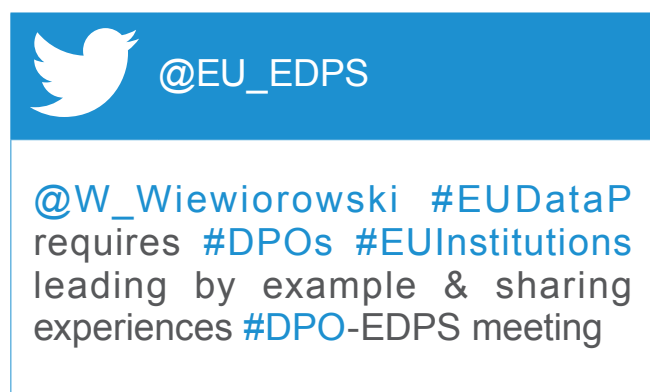 @EU_EDPS
@W_Wiewiorowski #EUDataP
requires #DPOs #EUInstitutions
leading by example & sharing
experiences #DPO-EDPS meeting